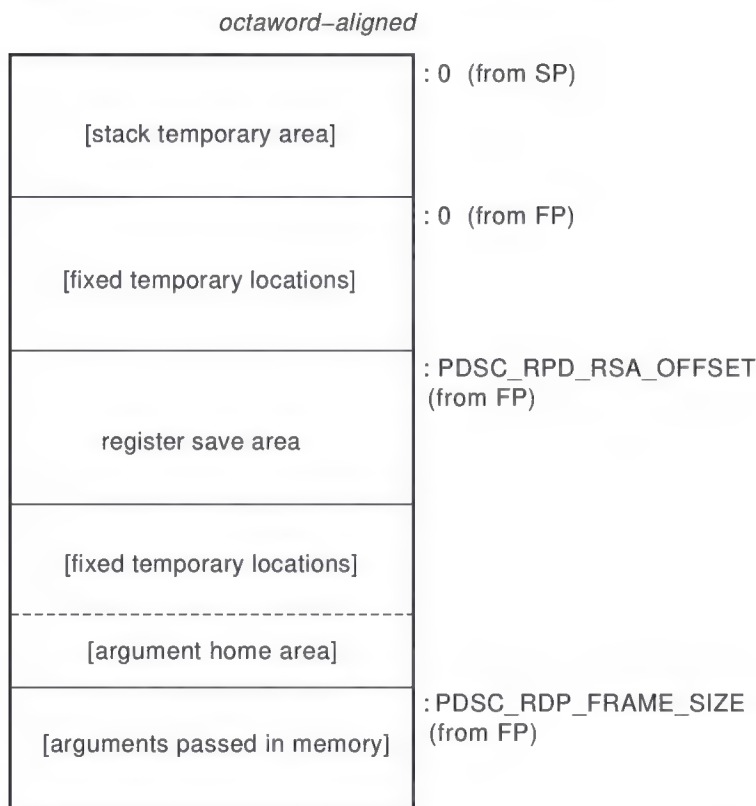 octaword–aligned
: 0 (from SP)
[stack temporary area]
: 0 (from FP)
[fixed temporary locations]
: PDSC_RPD_RSA_OFFSET
(from FP)
register save area
[fixed temporary locations]
[argument home area]
:PDSC_RDP_FRAME_SIZE
(from FP)
[arguments passed in memory]